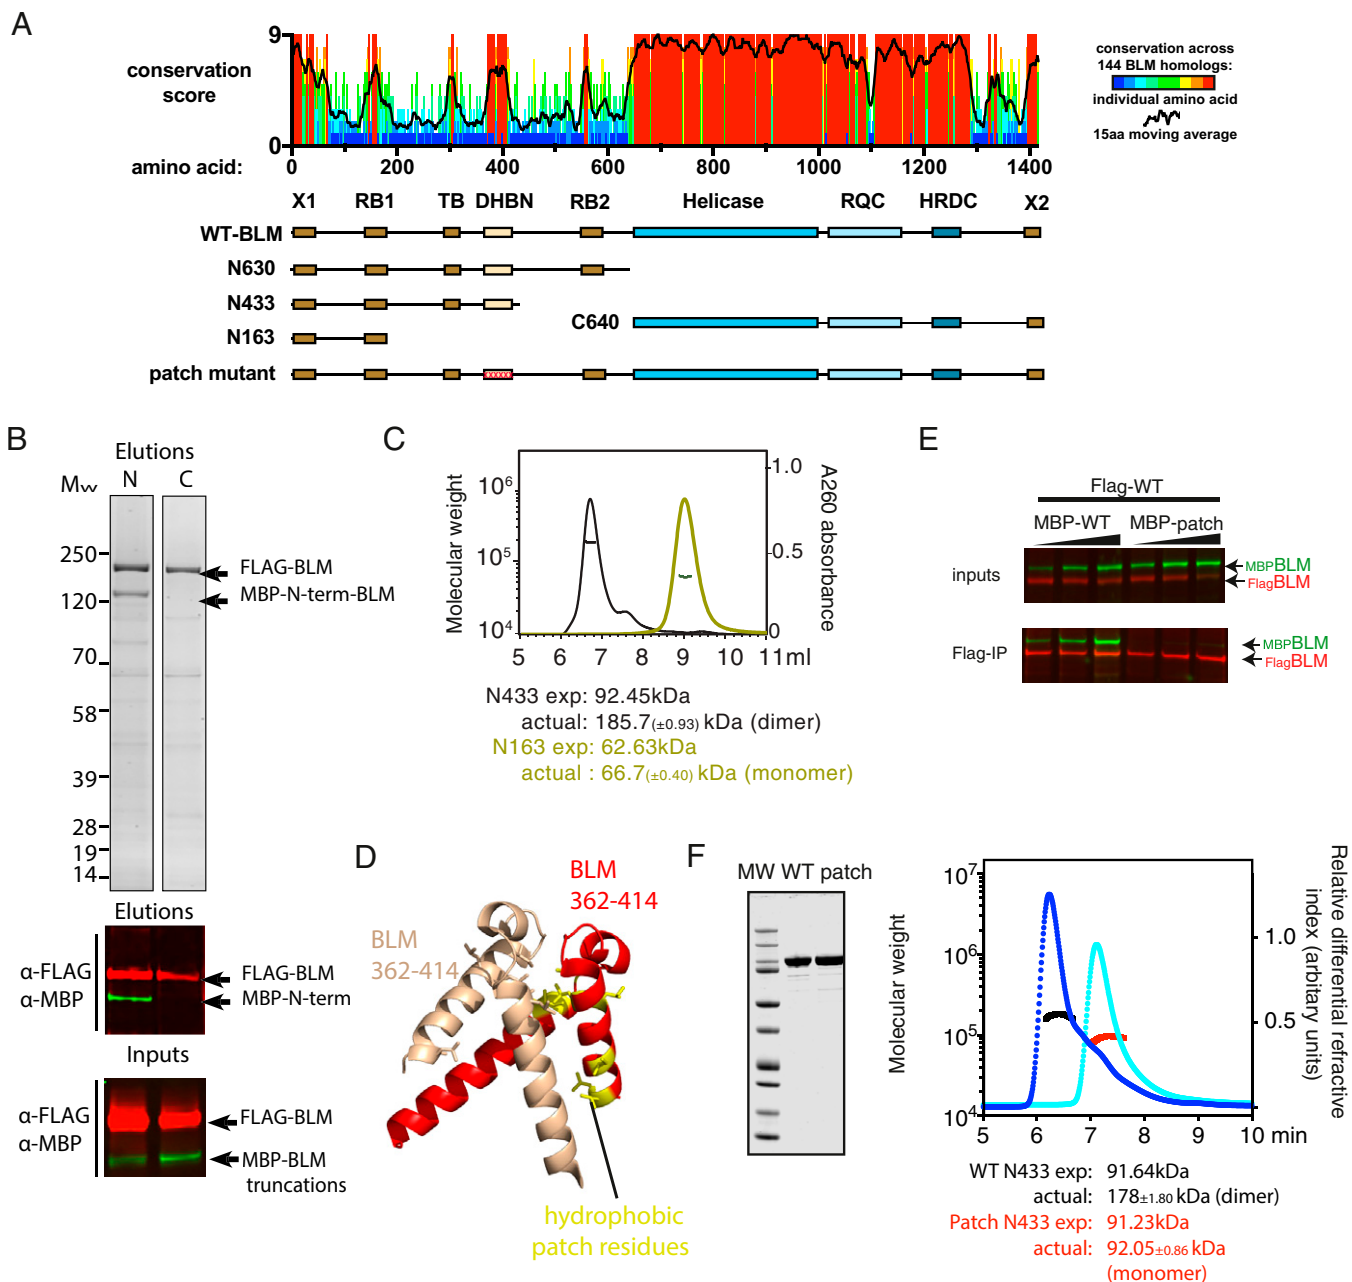 A
conservation score
9
0
conservation across 144 BLM homologs:
individual amino acid
15aa moving average
amino acid:
0 200 400 600 800 1000 1200 1400
X1 RB1 TB DHBN RB2 Helicase RQC HRDC X2
WT-BLM
N630
N433
C640
N163
patch mutant
xxxxx
B
Elutions
N C
Mw
250
120
70
58
39
28
19
14
FLAG-BLM
MBP-N-term-BLM
Elutions
α-FLAG
α-MBP
FLAG-BLM
MBP-N-term
Inputs
α-FLAG
α-MBP
FLAG-BLM
MBP-BLM
truncations
C
Molecular weight
10⁶
10⁵
10⁴
1.0
0.5
0
A260 absorbance
5 6 7 8 9 10 11ml
N433 exp: 92.45kDa
actual: 185.7(±0.93) kDa (dimer)
N163 exp: 62.63kDa
actual : 66.7(±0.40) kDa (monomer)
D
BLM
362-414
BLM
362-414
hydrophobic
patch residues
E
Flag-WT
MBP-WT MBP-patch
inputs
MBPBLM
FlagBLM
Flag-IP
MBPBLM
FlagBLM
F
MW WT patch
Molecular weight
10⁷
10⁶
10⁵
10⁴
1.0
0.5
0
Relative differential refractive
index (arbitrary units)
5 6 7 8 9 10 min
WT N433 exp: 91.64kDa
actual: 178±1.80 kDa (dimer)
Patch N433 exp: 91.23kDa
actual: 92.05±0.86 kDa
(monomer)